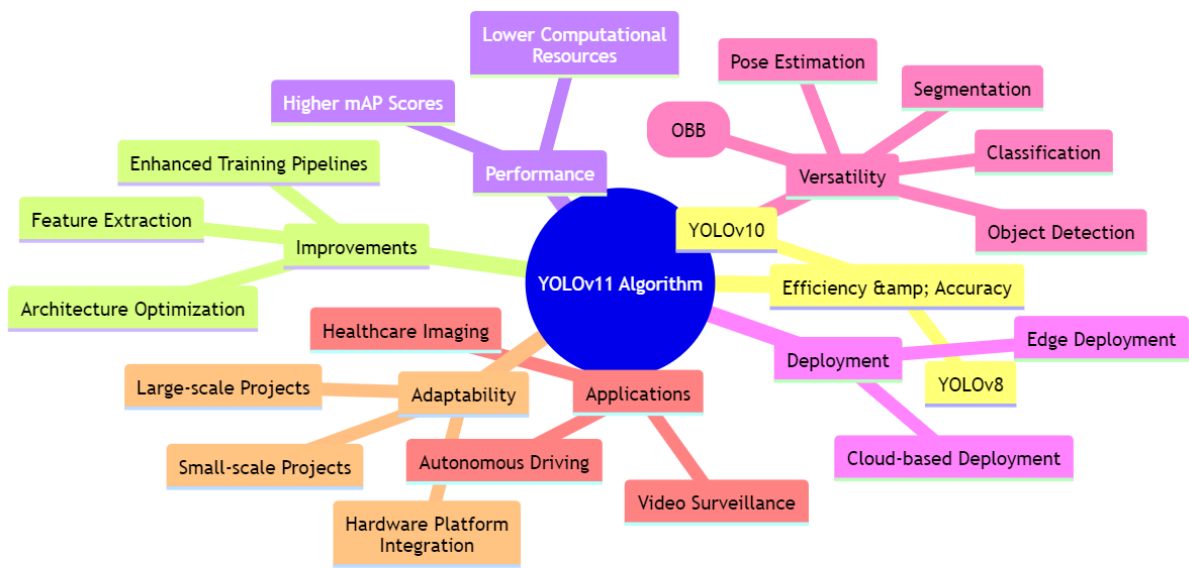 Lower Computational
Resources
Pose Estimation
Higher mAP Scores
Segmentation
OBB
Enhanced Training Pipelines
Classification
Performance
Versatility
Feature Extraction
YOLOv10
Object Detection
Improvements
YOLOv11 Algorithm
Efficiency &amp; Accuracy
Architecture Optimization
Healthcare Imaging
Edge Deployment
Deployment
Large-scale Projects
Adaptability
Applications
YOLOv8
Small-scale Projects
Autonomous Driving
Cloud-based Deployment
Video Surveillance
Hardware Platform
Integration